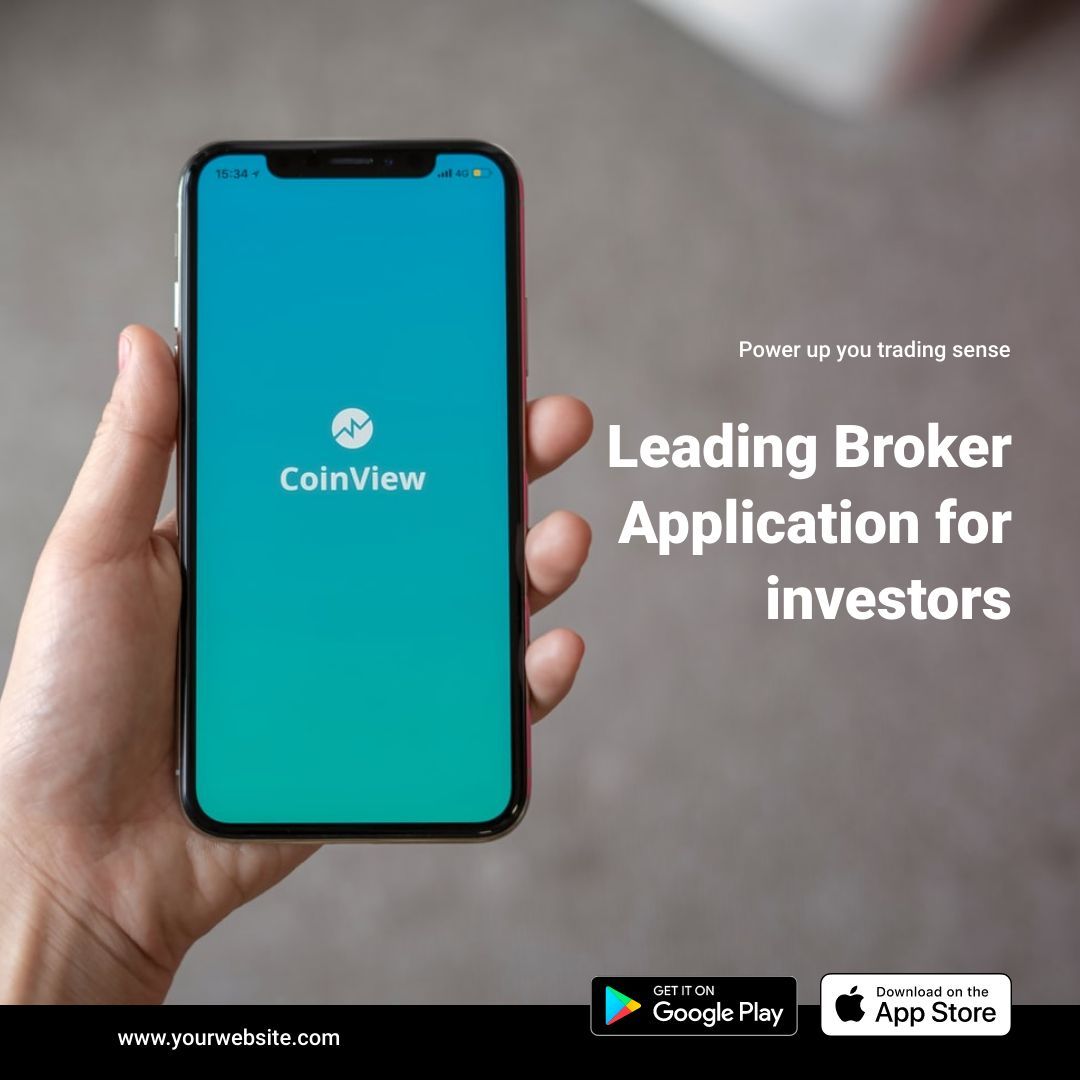 15:34
4G
CoinView
Power up you trading sense
Leading Broker
Application for
investors
www.yourwebsite.com
GET IT ON
Google Play
Download on the
App Store